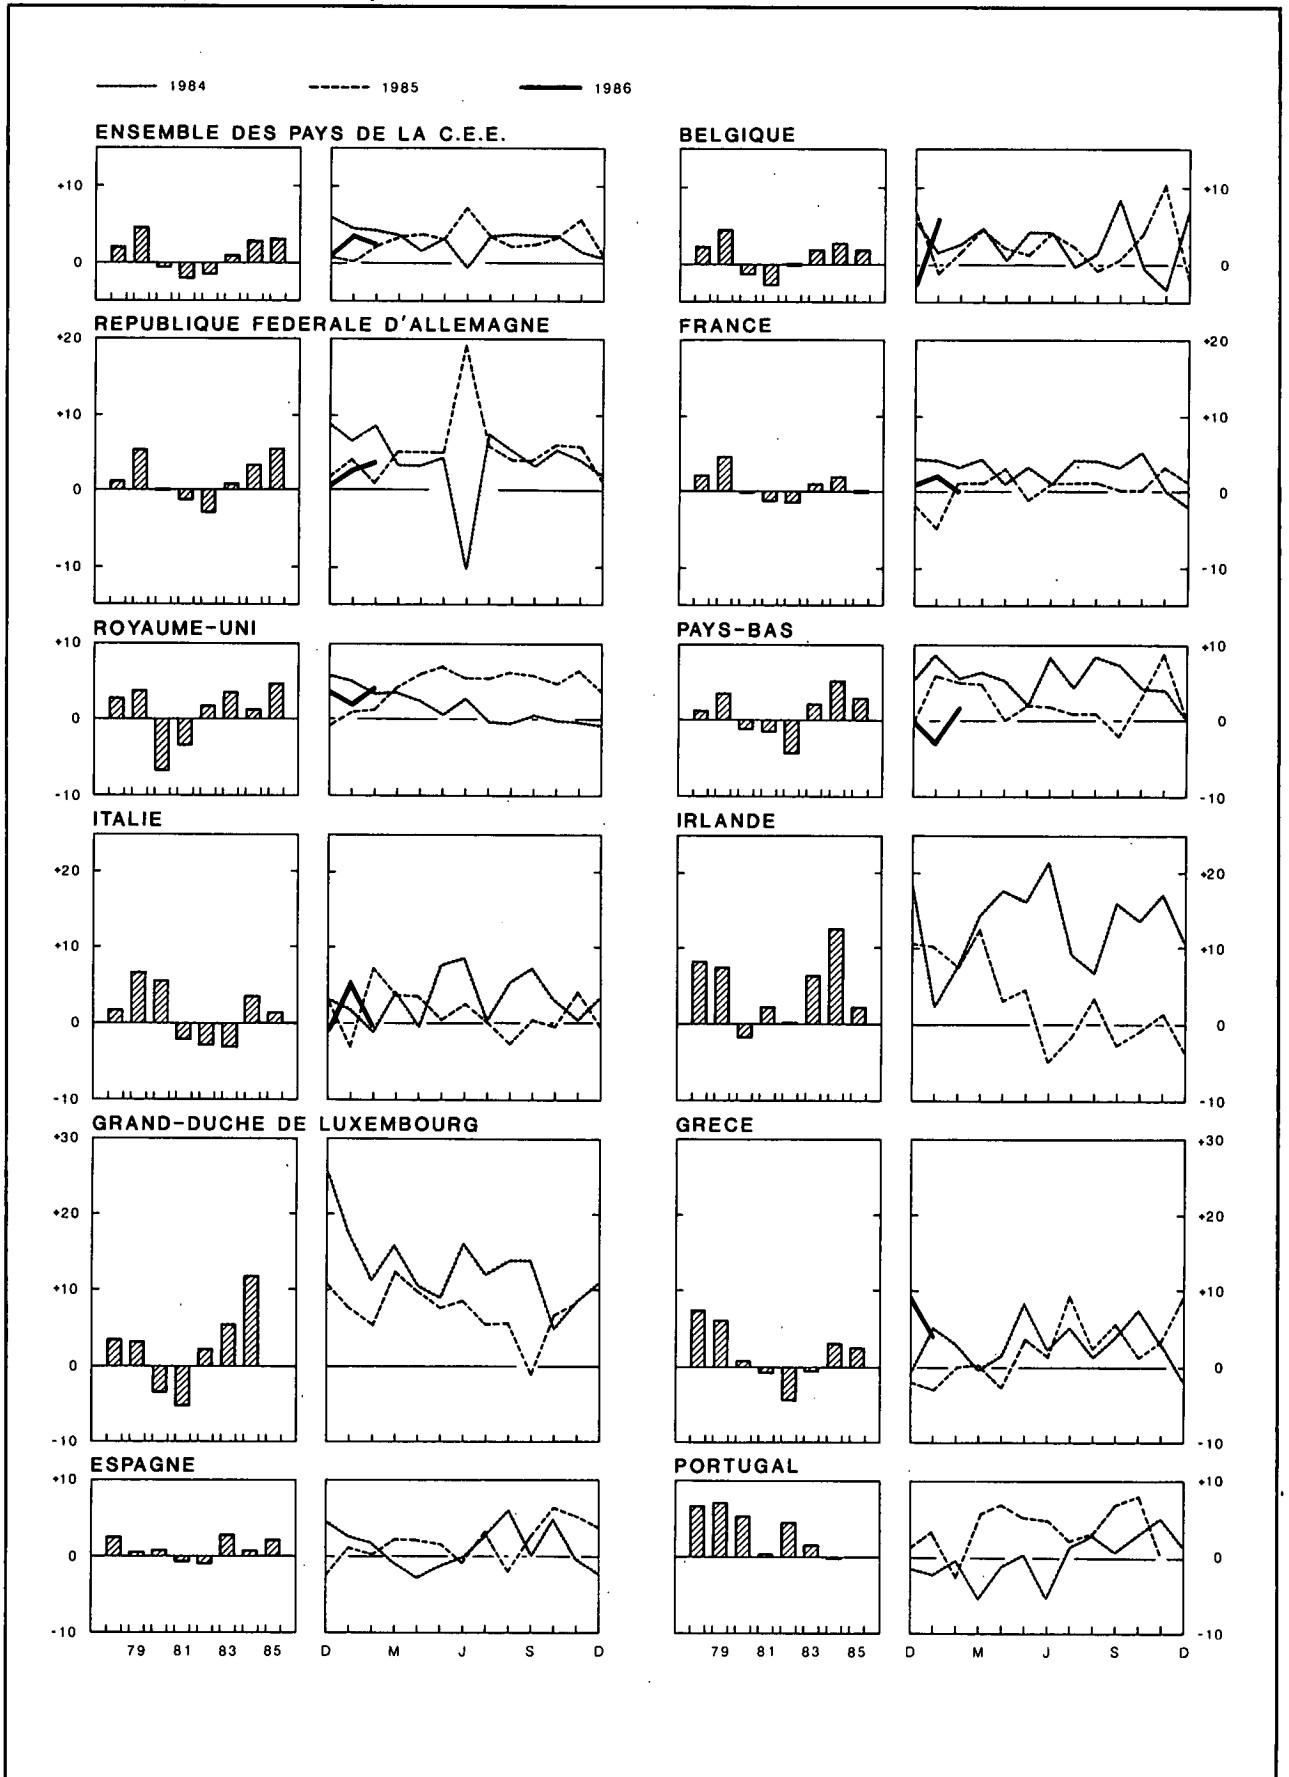 1984 1985 1986
ENSEMBLE DES PAYS DE LA C.E.E.
+10
0
BELGIQUE
+10
0
REPUBLIQUE FEDERALE D'ALLEMAGNE
+20
+10
0
-10
FRANCE
+20
+10
0
-10
ROYAUME-UNI
+10
0
-10
PAYS-BAS
+10
0
-10
ITALIE
+20
+10
0
-10
IRLANDE
+20
+10
0
-10
GRAND-DUCHE DE LUXEMBOURG
+30
+20
+10
0
-10
GRECE
+30
+20
+10
0
-10
ESPAGNE
+10
0
-10
79 81 83 85
D M J S D
PORTUGAL
+10
0
-10
79 81 83 85
D M J S D